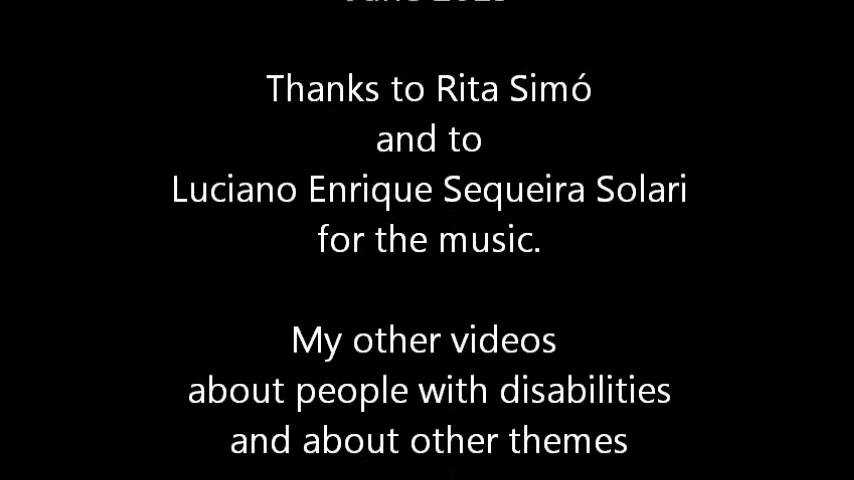 Thanks to Rita Simó
and to
Luciano Enrique Sequeira Solari
for the music.
My other videos
about people with disabilities
and about other themes